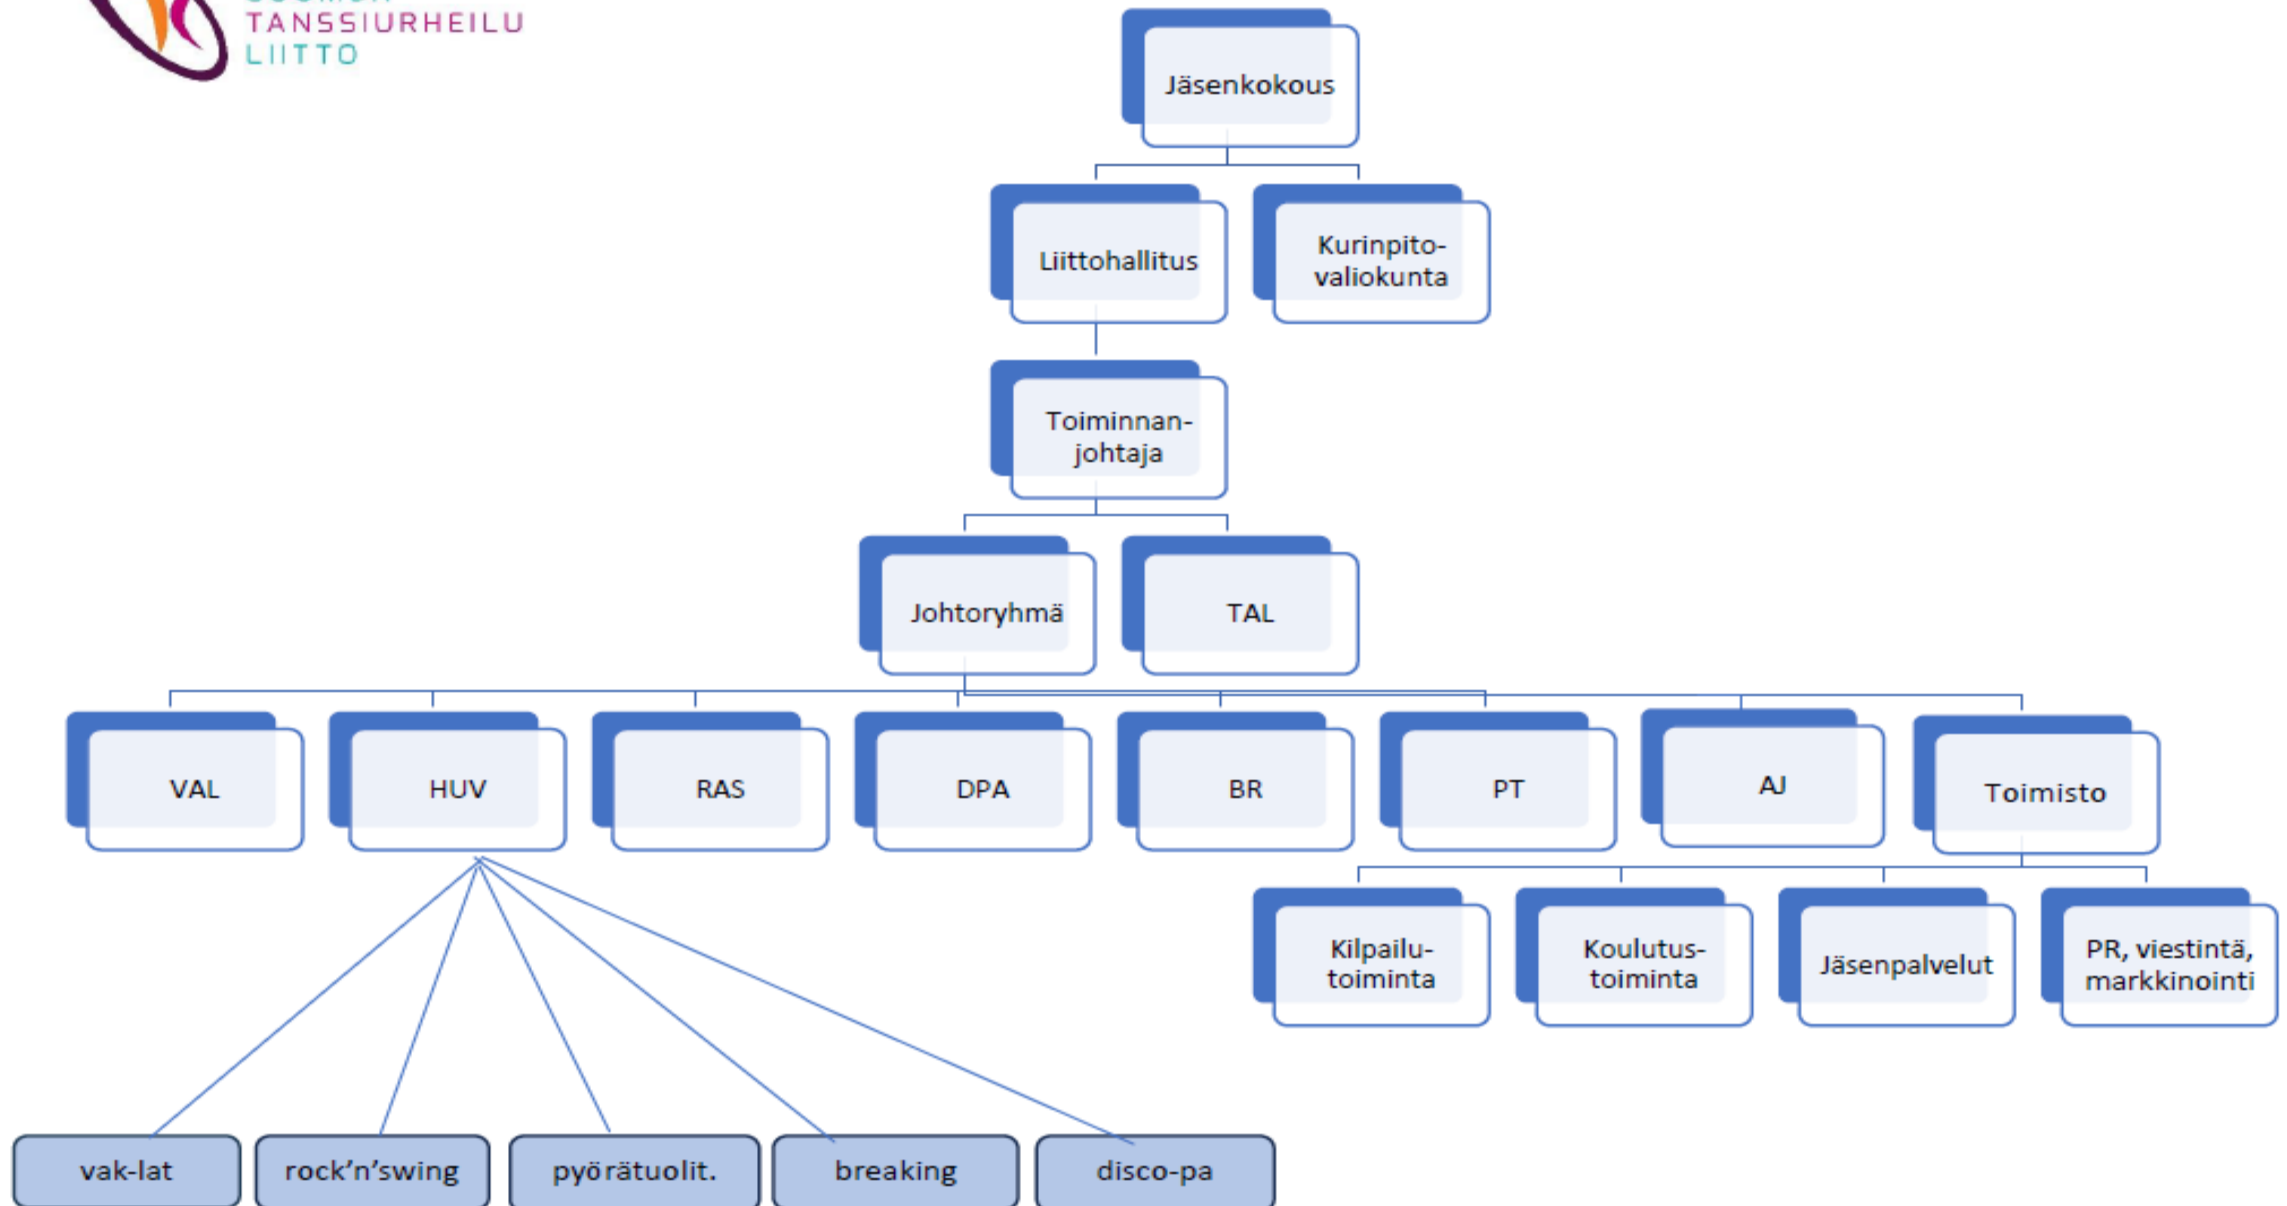 TANSSIURHEILU
LIITTO
Jäsenkokous
Liittohallitus
Kurinpito-
valiokunta
Toiminnan-
johtaja
Johtoryhmä
TAL
VAL
HUV
RAS
DPA
BR
PT
AJ
Toimisto
Kilpailu-
toiminta
Koulutus-
toiminta
Jäsenpalvelut
PR, viestintä,
markkinointi
vak-lat
rock’n’swing
pyörätuolit.
breaking
disco-pa